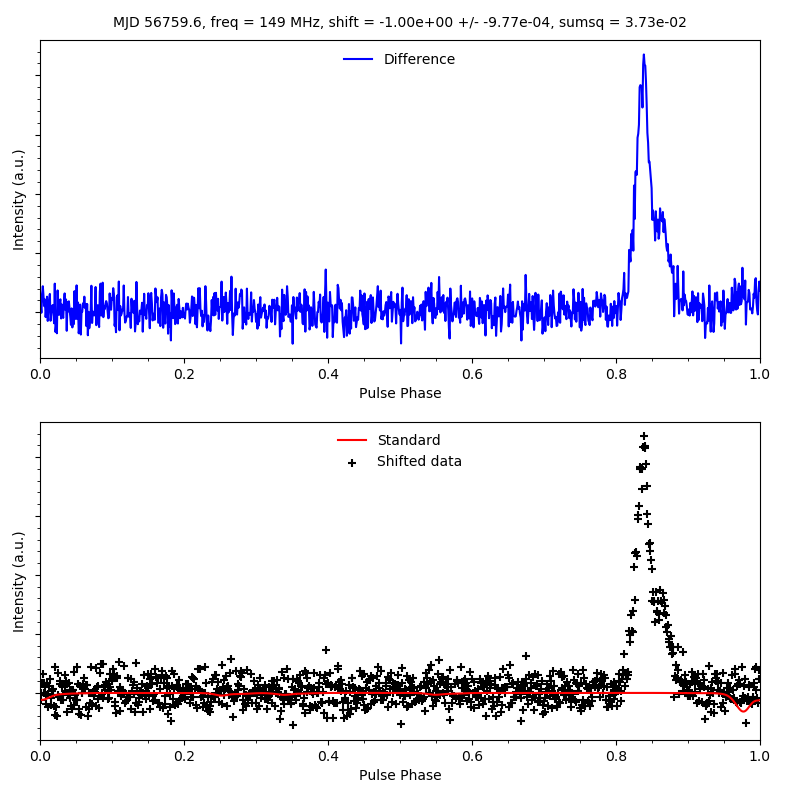 MJD 56759.6, freq = 149 MHz, shift = -1.00e+00 +/- -9.77e-04, sumsq = 3.73e-02
Difference
Intensity (a.u.)
0.0 0.2 0.4 0.6 0.8 1.0
Pulse Phase
Standard
Shifted data
Intensity (a.u.)
0.0 0.2 0.4 0.6 0.8 1.0
Pulse Phase